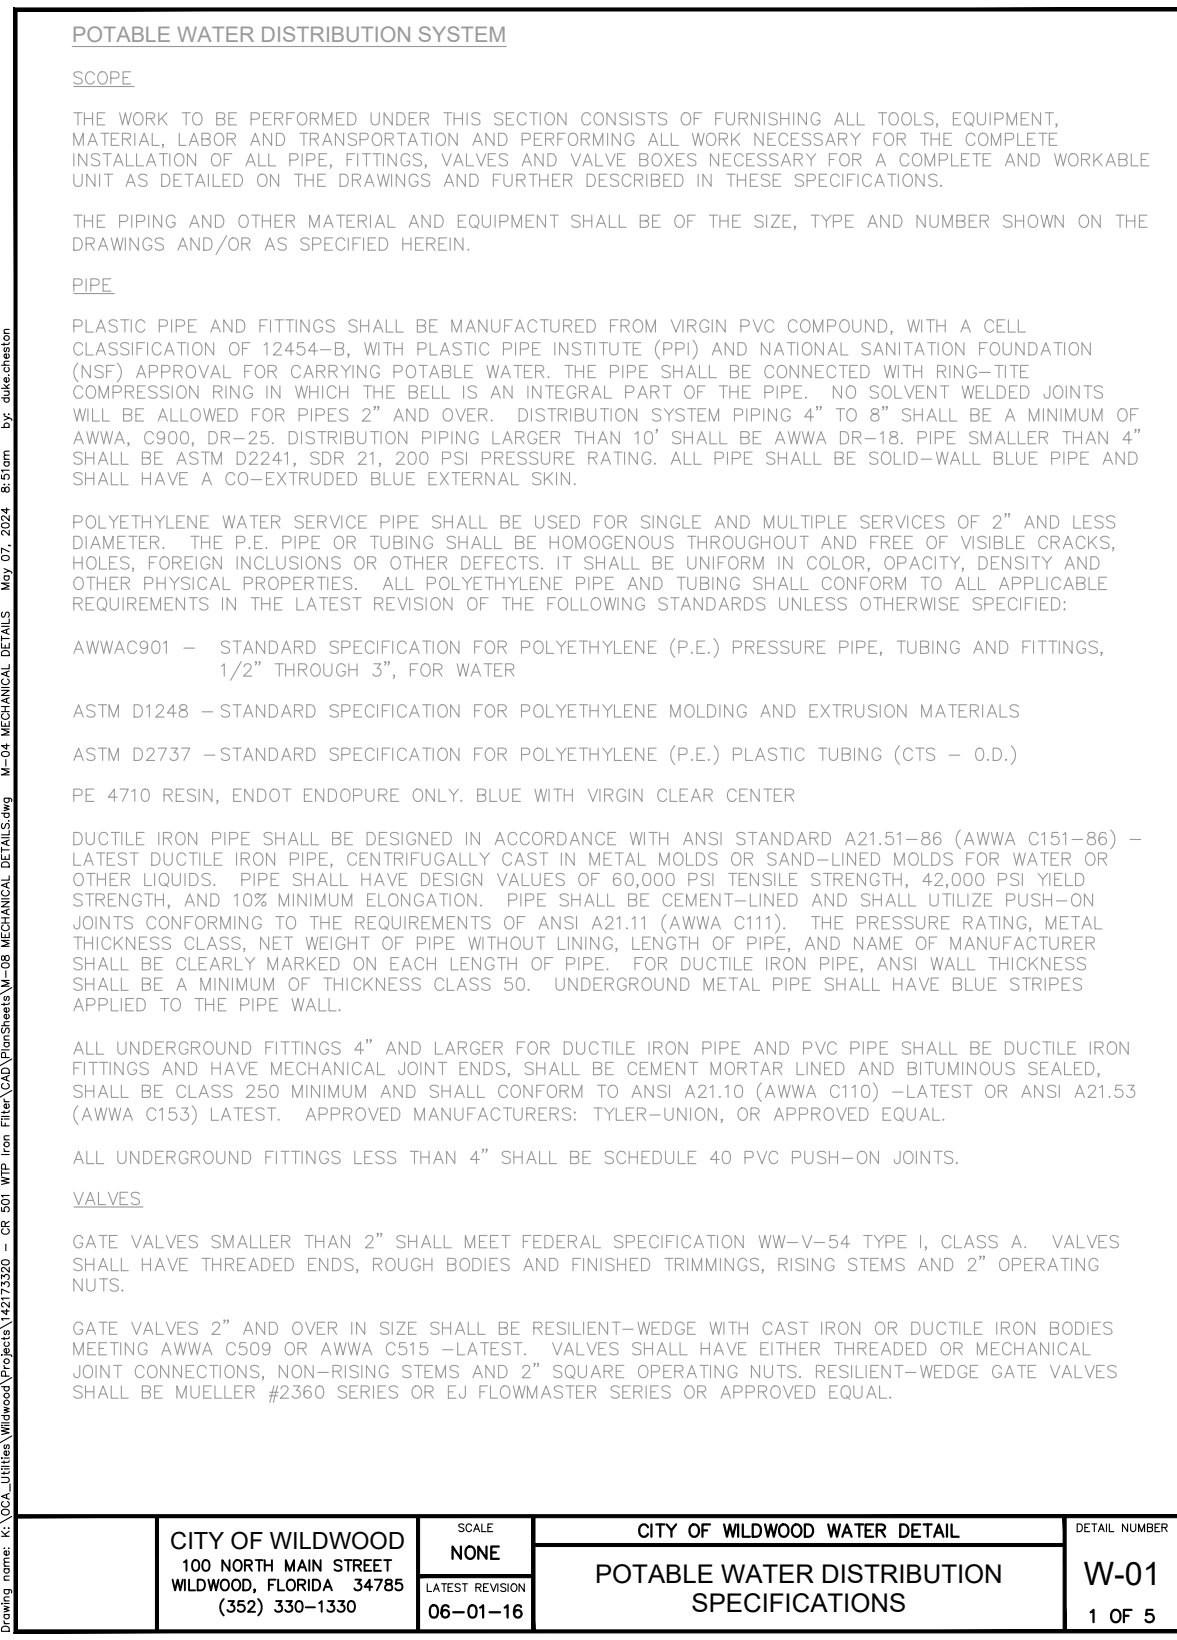 POTABLE WATER DISTRIBUTION SYSTEM
SCOPE
THE WORK TO BE PERFORMED UNDER THIS SECTION CONSISTS OF FURNISHING ALL TOOLS, EQUIPMENT,
MATERIAL, LABOR AND TRANSPORTATION AND PERFORMING ALL WORK NECESSARY FOR THE COMPLETE
INSTALLATION OF ALL PIPE, FITTINGS, VALVES AND VALVE BOXES NECESSARY FOR A COMPLETE AND WORKABLE
UNIT AS DETAILED ON THE DRAWINGS AND FURTHER DESCRIBED IN THESE SPECIFICATIONS.
THE PIPING AND OTHER MATERIAL AND EQUIPMENT SHALL BE OF THE SIZE, TYPE AND NUMBER SHOWN ON THE
DRAWINGS AND/OR AS SPECIFIED HEREIN.
PIPE
PLASTIC PIPE AND FITTINGS SHALL BE MANUFACTURED FROM VIRGIN PVC COMPOUND, WITH A CELL
CLASSIFICATION OF 12454-B, WITH PLASTIC PIPE INSTITUTE (PPI) AND NATIONAL SANITATION FOUNDATION
(NSF) APPROVAL FOR CARRYING POTABLE WATER. THE PIPE SHALL BE CONNECTED WITH RING-TITE
COMPRESSION RING IN WHICH THE BELL IS AN INTEGRAL PART OF THE PIPE. NO SOLVENT WELDED JOINTS
WILL BE ALLOWED FOR PIPES 2" AND OVER. DISTRIBUTION SYSTEM PIPING 4" TO 8" SHALL BE A MINIMUM OF
AWWA, C900, DR-25. DISTRIBUTION PIPING LARGER THAN 10' SHALL BE AWWA DR-18. PIPE SMALLER THAN 4"
SHALL BE ASTM D2241, SDR 21, 200 PSI PRESSURE RATING. ALL PIPE SHALL BE SOLID-WALL BLUE PIPE AND
SHALL HAVE A CO-EXTRUDED BLUE EXTERNAL SKIN.
POLYETHYLENE WATER SERVICE PIPE SHALL BE USED FOR SINGLE AND MULTIPLE SERVICES OF 2" AND LESS
DIAMETER. THE P.E. PIPE OR TUBING SHALL BE HOMOGENOUS THROUGHOUT AND FREE OF VISIBLE CRACKS,
HOLES, FOREIGN INCLUSIONS OR OTHER DEFECTS. IT SHALL BE UNIFORM IN COLOR, OPACITY, DENSITY AND
OTHER PHYSICAL PROPERTIES. ALL POLYETHYLENE PIPE AND TUBING SHALL CONFORM TO ALL APPLICABLE
REQUIREMENTS IN THE LATEST REVISION OF THE FOLLOWING STANDARDS UNLESS OTHERWISE SPECIFIED:
AWWAC901 - STANDARD SPECIFICATION FOR POLYETHYLENE (P.E.) PRESSURE PIPE, TUBING AND FITTINGS,
1/2" THROUGH 3", FOR WATER
ASTM D1248 - STANDARD SPECIFICATION FOR POLYETHYLENE MOLDING AND EXTRUSION MATERIALS
ASTM D2737 - STANDARD SPECIFICATION FOR POLYETHYLENE (P.E.) PLASTIC TUBING (CTS - O.D.)
PE 4710 RESIN, ENDOT ENDOPURE ONLY. BLUE WITH VIRGIN CLEAR CENTER
DUCTILE IRON PIPE SHALL BE DESIGNED IN ACCORDANCE WITH ANSI STANDARD A21.51-86 (AWWA C151-86) -
LATEST DUCTILE IRON PIPE, CENTRIFUGALLY CAST IN METAL MOLDS OR SAND-LINED MOLDS FOR WATER OR
OTHER LIQUIDS. PIPE SHALL HAVE DESIGN VALUES OF 60,000 PSI TENSILE STRENGTH, 42,000 PSI YIELD
STRENGTH, AND 10% MINIMUM ELONGATION. PIPE SHALL BE CEMENT-LINED AND SHALL UTILIZE PUSH-ON
JOINTS CONFORMING TO THE REQUIREMENTS OF ANSI A21.11 (AWWA C111). THE PRESSURE RATING, METAL
THICKNESS CLASS, NET WEIGHT OF PIPE WITHOUT LINING, LENGTH OF PIPE, AND NAME OF MANUFACTURER
SHALL BE CLEARLY MARKED ON EACH LENGTH OF PIPE. FOR DUCTILE IRON PIPE, ANSI WALL THICKNESS
SHALL BE A MINIMUM OF THICKNESS CLASS 50. UNDERGROUND METAL PIPE SHALL HAVE BLUE STRIPES
APPLIED TO THE PIPE WALL.
ALL UNDERGROUND FITTINGS 4" AND LARGER FOR DUCTILE IRON PIPE AND PVC PIPE SHALL BE DUCTILE IRON
FITTINGS AND HAVE MECHANICAL JOINT ENDS, SHALL BE CEMENT MORTAR LINED AND BITUMINOUS SEALED,
SHALL BE CLASS 250 MINIMUM AND SHALL CONFORM TO ANSI A21.10 (AWWA C110) -LATEST OR ANSI A21.53
(AWWA C153) LATEST. APPROVED MANUFACTURERS: TYLER-UNION, OR APPROVED EQUAL.
ALL UNDERGROUND FITTINGS LESS THAN 4" SHALL BE SCHEDULE 40 PVC PUSH-ON JOINTS.
VALVES
GATE VALVES SMALLER THAN 2" SHALL MEET FEDERAL SPECIFICATION WW-V-54 TYPE I, CLASS A. VALVES
SHALL HAVE THREADED ENDS, ROUGH BODIES AND FINISHED TRIMMINGS, RISING STEMS AND 2" OPERATING
NUTS.
GATE VALVES 2" AND OVER IN SIZE SHALL BE RESILIENT-WEDGE WITH CAST IRON OR DUCTILE IRON BODIES
MEETING AWWA C509 OR AWWA C515 -LATEST. VALVES SHALL HAVE EITHER THREADED OR MECHANICAL
JOINT CONNECTIONS, NON-RISING STEMS AND 2" SQUARE OPERATING NUTS. RESILIENT-WEDGE GATE VALVES
SHALL BE MUELLER #2360 SERIES OR EJ FLOWMASTER SERIES OR APPROVED EQUAL.
CITY OF WILDWOOD
100 NORTH MAIN STREET
WILDWOOD, FLORIDA 34785
(352) 330-1330
SCALE
NONE
LATEST REVISION
06-01-16
CITY OF WILDWOOD WATER DETAIL
POTABLE WATER DISTRIBUTION
SPECIFICATIONS
DETAIL NUMBER
W-01
1 OF 5
Drawing name: K:\OCA_Utilities\Wildwood\Projects\142173320 - CR 501 WTP Iron Filter\CAD\PlanSheets\M-08 MECHANICAL DETAILS.dwg M-04 MECHANICAL DETAILS May 07, 2024 8:51am by: duke.cheston